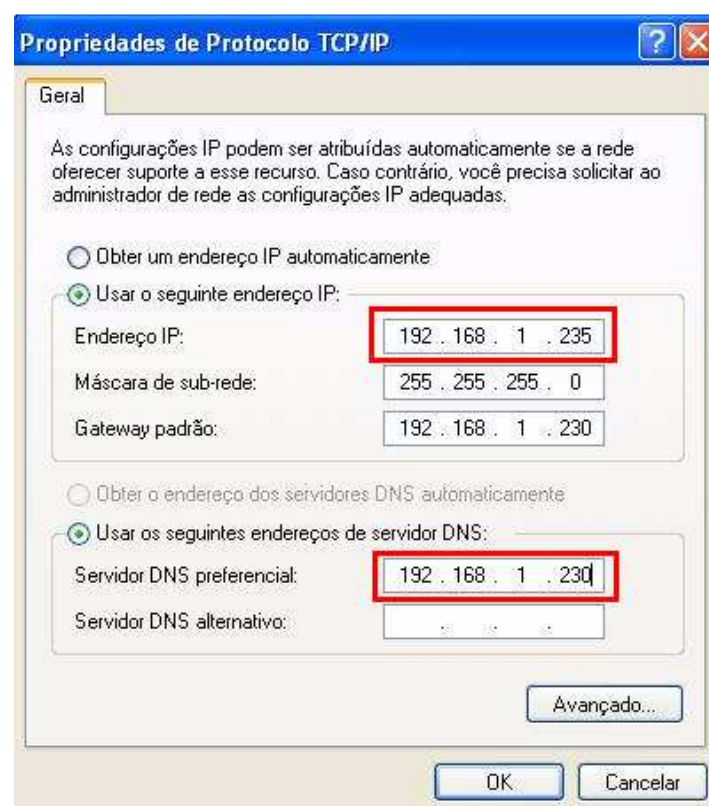 Propriedades de Protocolo TCP/IP
Geral
As configurações IP podem ser atribuídas automaticamente se a rede
oferecer suporte a esse recurso. Caso contrário, você precisa solicitar ao
administrador de rede as configurações IP adequadas.
Obter um endereço IP automaticamente
Usar o seguinte endereço IP:
Endereço IP: 192 . 168 . 1 . 235
Máscara de sub-rede: 255 . 255 . 255 . 0
Gateway padrão: 192 . 168 . 1 . 230
Obter o endereço dos servidores DNS automaticamente
Usar os seguintes endereços de servidor DNS:
Servidor DNS preferencial: 192 . 168 . 1 . 230
Servidor DNS alternativo: . . .
Avançado...
OK Cancelar